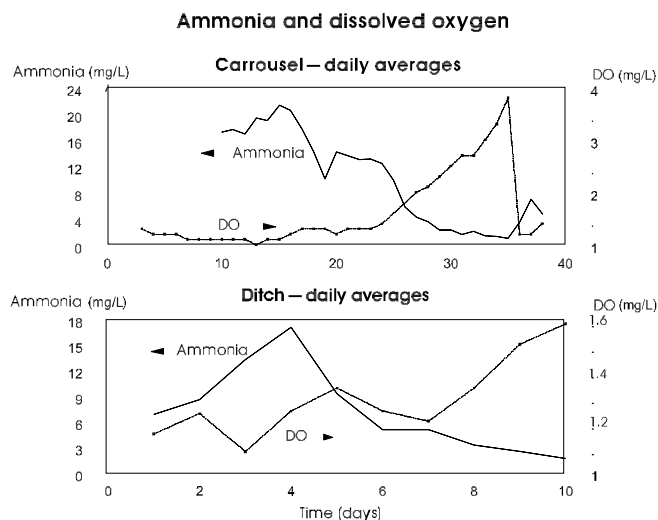 Ammonia and dissolved oxygen
Carrousel – daily averages
Ammonia (mg/L)
DO (mg/L)
24
20
16
12
8
4
0
4
3
2
1
◄ Ammonia
DO ►
0
10
20
30
40
Ditch – daily averages
Ammonia (mg/L)
DO (mg/L)
18
15
12
9
6
3
0
1.6
1.4
1.2
1
◄ Ammonia
DO ►
0
2
4
6
8
10
Time (days)